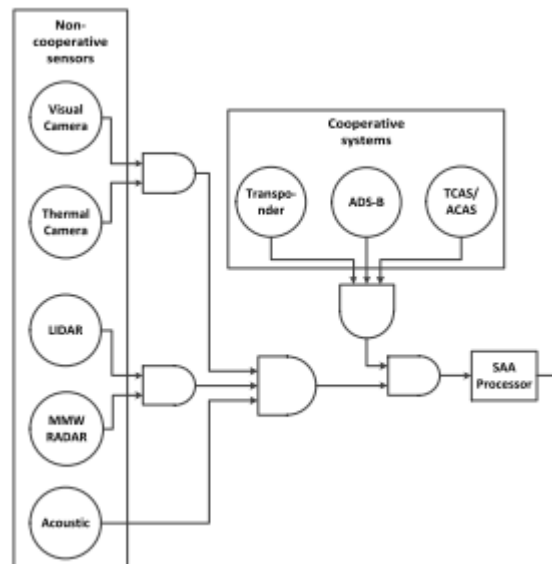 Non-
cooperative
sensors
Visual
Camera
Thermal
Camera
LIDAR
MMW
RADAR
Acoustic
Cooperative
systems
Transpo-
nder
ADS-B
TCAS/
ACAS
SAA
Processor